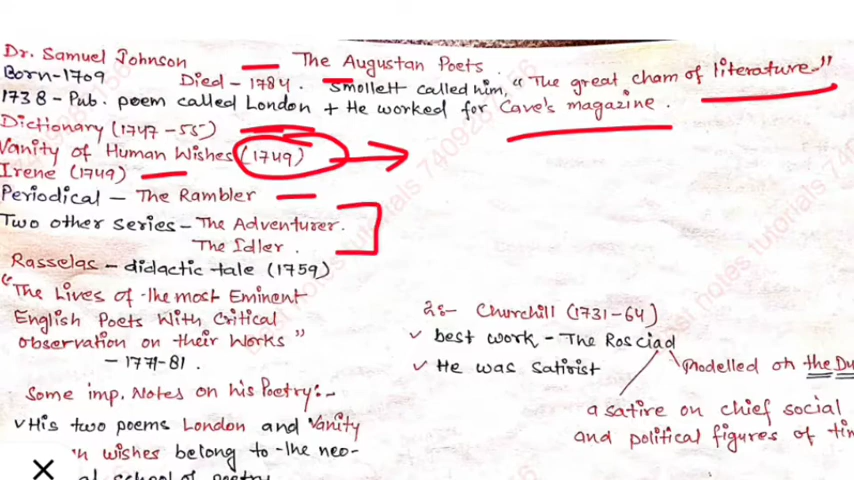 Dr. Samuel Johnson — The Augustan Poets.
Born-1709 Died - 1784. Smollett called him, "The great cham of literature."
1738 - Pub. poem called London + He worked for Cave's magazine.
Dictionary (1747-55)
Vanity of Human Wishes (1749)
Irene (1749)
Periodical - The Rambler
Two other series - The Adventurer.
The Idler.
Rasselas - didactic tale (1759)
"The Lives of the most Eminent
English Poets With Critical
observation on their Works"
- 1771-81.
Some imp. Notes on his Poetry:-
✓His two poems London and Vanity
wishes belong to the neo-
school of poetry
2:- Churchill (1731-64)
✓ best work - The Rosciad
✓ He was Satirist
Modelled on the Du
a satire on chief social
and political figures of tim